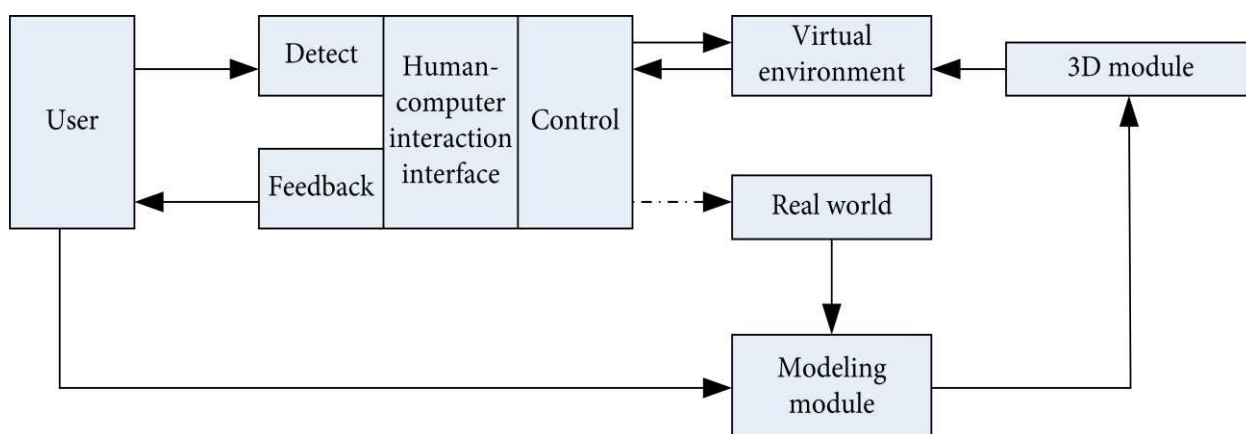 User
Detect
Feedback
Human-
computer
interaction
interface
Control
Virtual
environment
3D module
Real world
Modeling
module